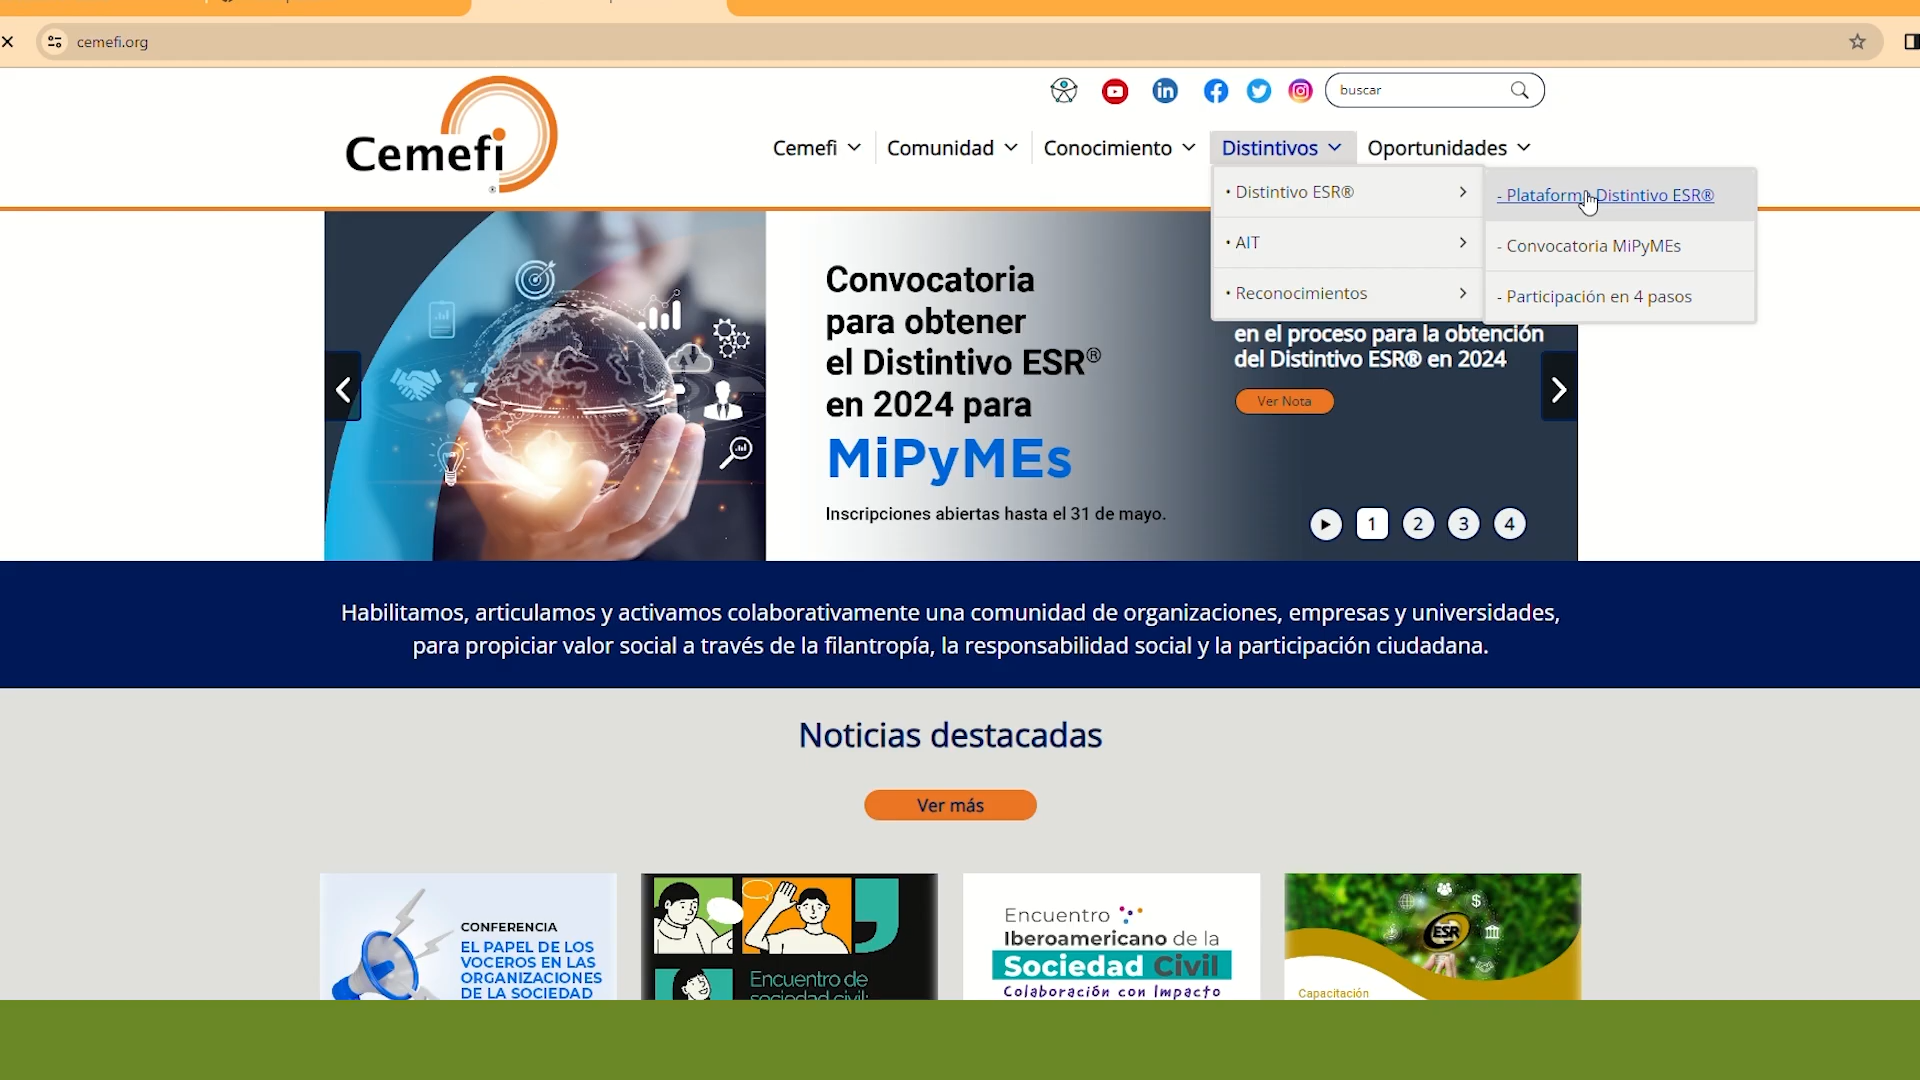 cemefi.org
Cemefi
®
buscar
Cemefi
Comunidad
Conocimiento
Distintivos
Oportunidades
• Distintivo ESR®
• AIT
• Reconocimientos
- Plataform Distintivo ESR®
- Convocatoria MiPyMEs
- Participación en 4 pasos
Convocatoria
para obtener
el Distintivo ESR®
en 2024 para
MiPyMEs
Inscripciones abiertas hasta el 31 de mayo.
en el proceso para la obtención
del Distintivo ESR® en 2024
Ver Nota
1
2
3
4
Habilitamos, articulamos y activamos colaborativamente una comunidad de organizaciones, empresas y universidades,
para propiciar valor social a través de la filantropía, la responsabilidad social y la participación ciudadana.
Noticias destacadas
Ver más
CONFERENCIA
EL PAPEL DE LOS
VOCEROS EN LAS
ORGANIZACIONES
DE LA SOCIEDAD
Encuentro de
sociedad civil:
Encuentro
Iberoamericano de la
Sociedad Civil
Colaboración con Impacto
$
ESR
Capacitación